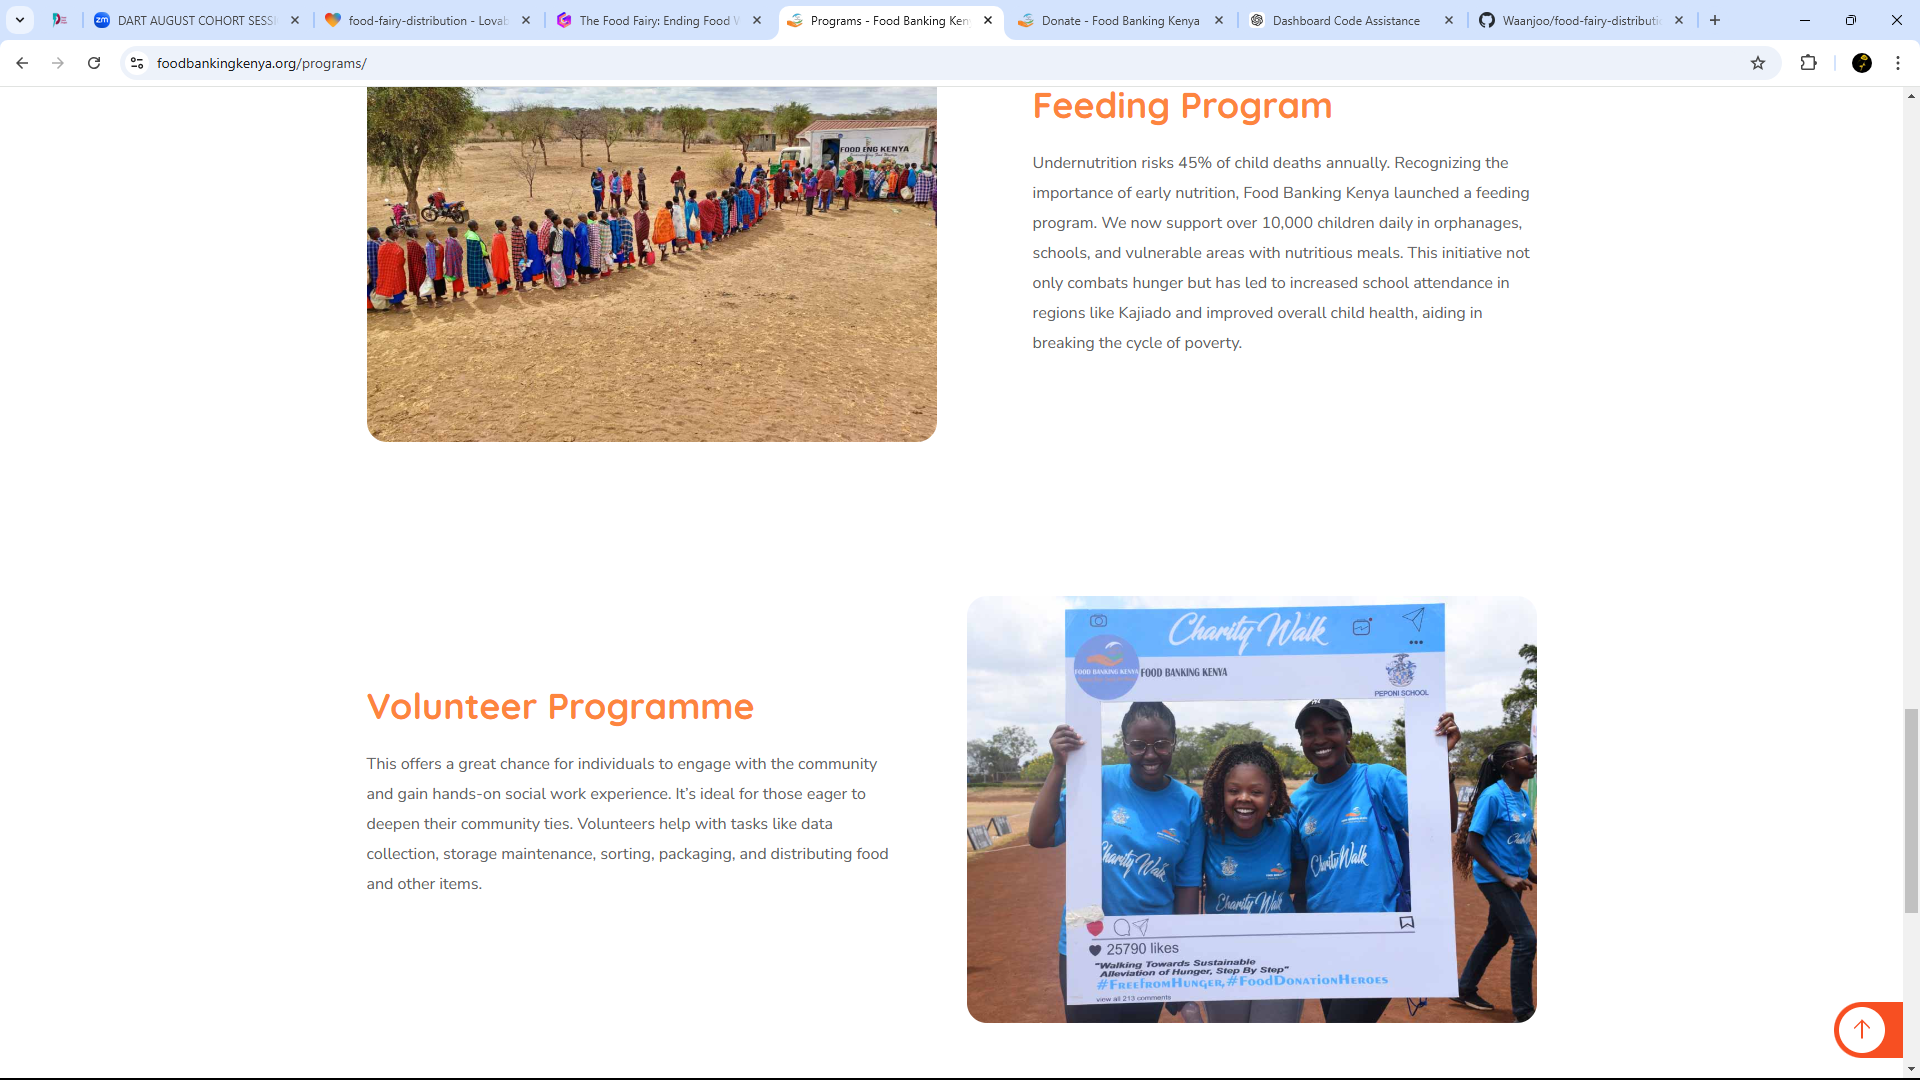 DART AUGUST COHORT SESSI
food-fairy-distribution - Lovab
The Food Fairy: Ending Food W
Programs - Food Banking Ken
Donate - Food Banking Kenya
Dashboard Code Assistance
Waanjoo/food-fairy-distributi
foodbankingkenya.org/programs/
FOOD ENG KENYA
Feeding Program
Undernutrition risks 45% of child deaths annually. Recognizing the
importance of early nutrition, Food Banking Kenya launched a feeding
program. We now support over 10,000 children daily in orphanages,
schools, and vulnerable areas with nutritious meals. This initiative not
only combats hunger but has led to increased school attendance in
regions like Kajiado and improved overall child health, aiding in
breaking the cycle of poverty.
Volunteer Programme
This offers a great chance for individuals to engage with the community
and gain hands-on social work experience. It’s ideal for those eager to
deepen their community ties. Volunteers help with tasks like data
collection, storage maintenance, sorting, packaging, and distributing food
and other items.
Charity Walk
FOOD BANKING KENYA
FOOD BANKING KENYA
PEPONI SCHOOL
Charity Walk
Charity Walk
Charity Walk
25790 likes
"Walking Towards Sustainable
Alleviation of Hunger, Step By Step"
#FreefromHunger,#FoodDonationHeroes
view all 213 comments